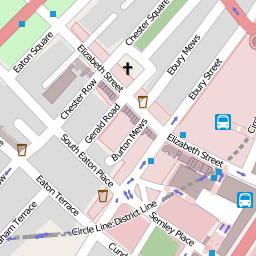 Chester Square
Eaton Square
Elizabeth Street
Ebury Mews
Chester Row
Ebury Street
Gerald Road
Burton Mews
Elizabeth Street
South Eaton Place
Eaton Terrace
Circle Line;District Line
Semley Place
Terrace